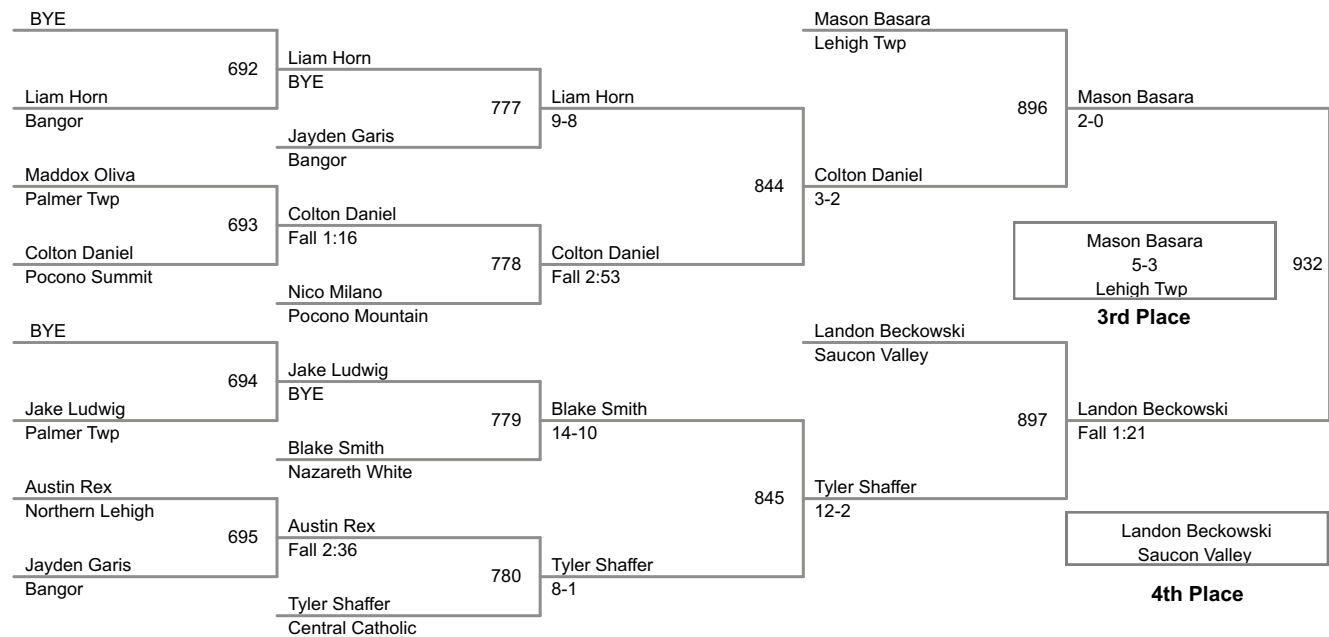 BYE
692
Liam Horn
Bangor
Maddox Oliva
Palmer Twp
693
Colton Daniel
Pocono Summit
BYE
694
Jake Ludwig
Palmer Twp
Austin Rex
Northern Lehigh
695
Jayden Garis
Bangor
Liam Horn
BYE
777
Jayden Garis
Bangor
Colton Daniel
Fall 1:16
778
Nico Milano
Pocono Mountain
Jake Ludwig
BYE
779
Blake Smith
Nazareth White
Austin Rex
Fall 2:36
780
Tyler Shaffer
Central Catholic
Liam Horn
9-8
844
Colton Daniel
Fall 2:53
Blake Smith
14-10
845
Tyler Shaffer
8-1
Mason Basara
Lehigh Twp
896
Colton Daniel
3-2
Landon Beckowski
Saucon Valley
897
Tyler Shaffer
12-2
Mason Basara
2-0
Mason Basara
5-3
Lehigh Twp
932
3rd Place
Landon Beckowski
Fall 1:21
Landon Beckowski
Saucon Valley
4th Place